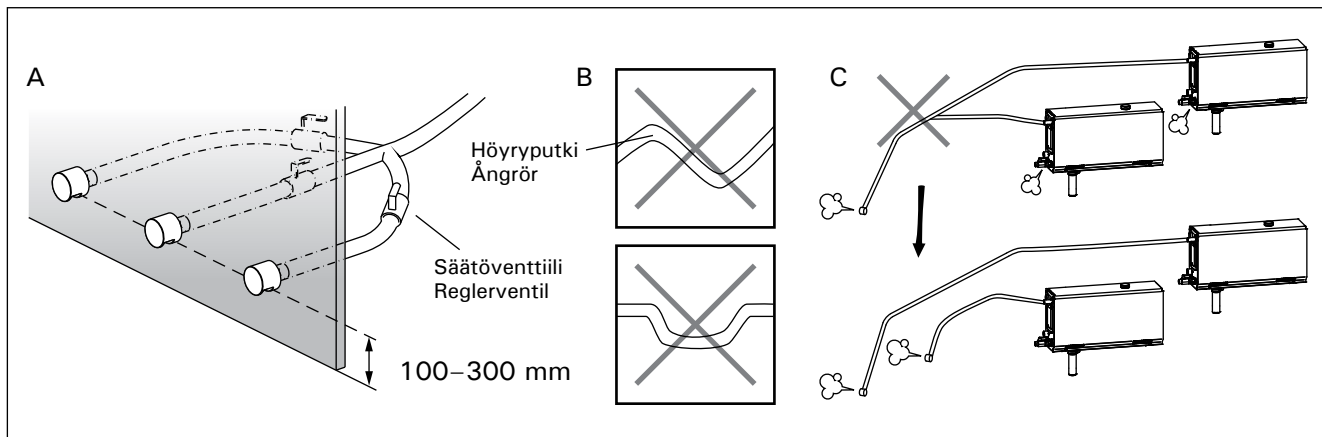 A
100–300 mm
Säätöventtiili
Reglerventil
B
Höyryputki
Ångrör
C